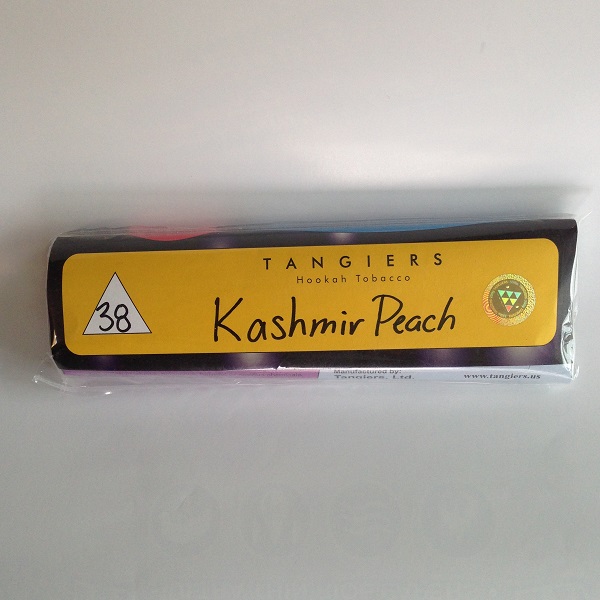 TANGIERS
Hookah Tobacco
38
Kashmir Peach
Manufactured by:
Tangiers, Ltd.
www.tangiers.us